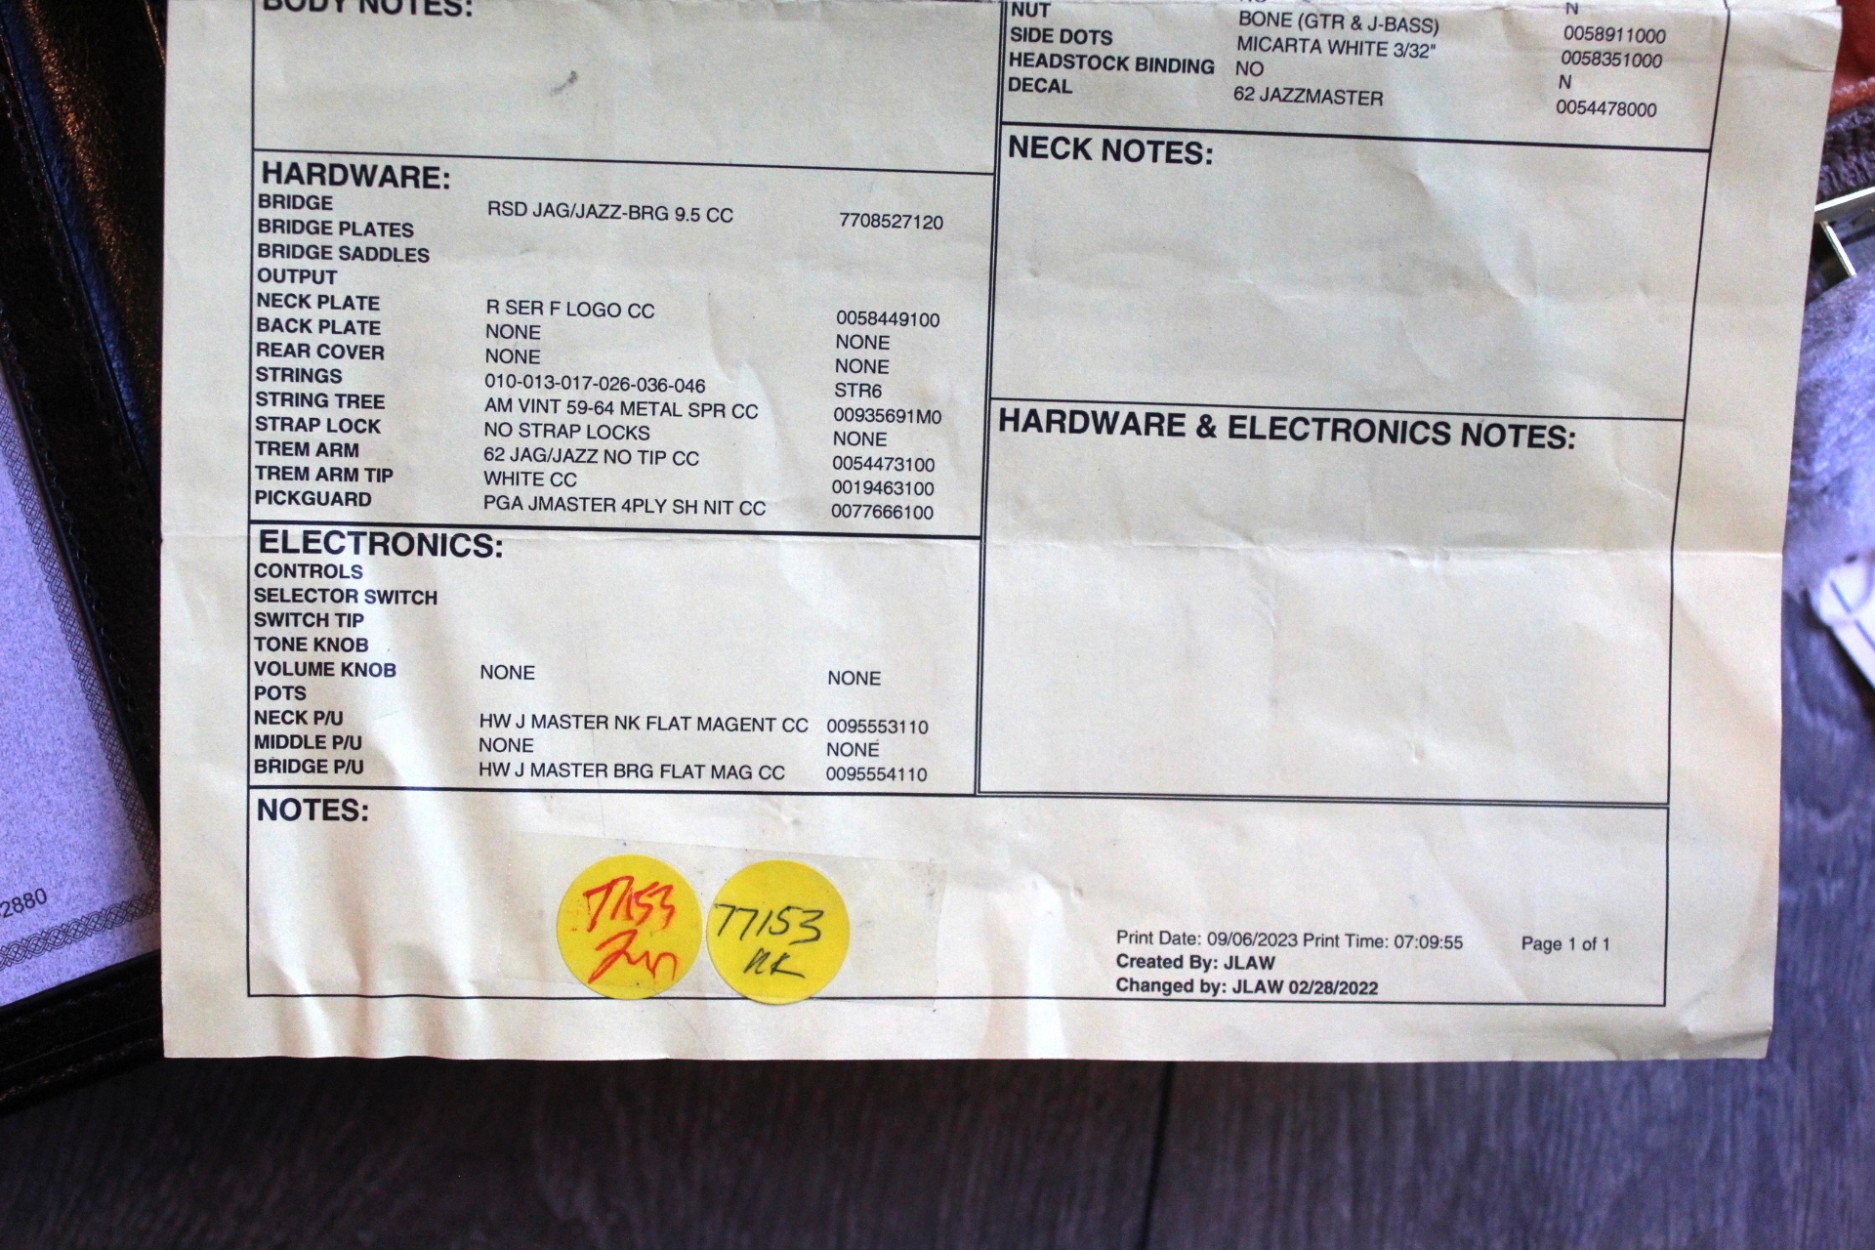 BODY NOTES:
NUT BONE (GTR & J-BASS) 0058911000
SIDE DOTS MICARTA WHITE 3/32" 0058351000
HEADSTOCK BINDING NO N
DECAL 62 JAZZMASTER 0054478000
NECK NOTES:
HARDWARE & ELECTRONICS NOTES:
HARDWARE:
BRIDGE RSD JAG/JAZZ-BRG 9.5 CC 7708527120
BRIDGE PLATES
BRIDGE SADDLES
OUTPUT
NECK PLATE R SER F LOGO CC 0058449100
BACK PLATE NONE NONE
REAR COVER NONE NONE
STRINGS 010-013-017-026-036-046 STR6
STRING TREE AM VINT 59-64 METAL SPR CC 00935691M0
STRAP LOCK NO STRAP LOCKS NONE
TREM ARM 62 JAG/JAZZ NO TIP CC 0054473100
TREM ARM TIP WHITE CC 0019463100
PICKGUARD PGA JMASTER 4PLY SH NIT CC 0077666100
ELECTRONICS:
CONTROLS
SELECTOR SWITCH
SWITCH TIP
TONE KNOB
VOLUME KNOB NONE NONE
POTS
NECK P/U HW J MASTER NK FLAT MAGENT CC 0095553110
MIDDLE P/U NONE NONE
BRIDGE P/U HW J MASTER BRG FLAT MAG CC 0095554110
NOTES:
77153
77153
NK
Print Date: 09/06/2023 Print Time: 07:09:55 Page 1 of 1
Created By: JLAW
Changed by: JLAW 02/28/2022
2880